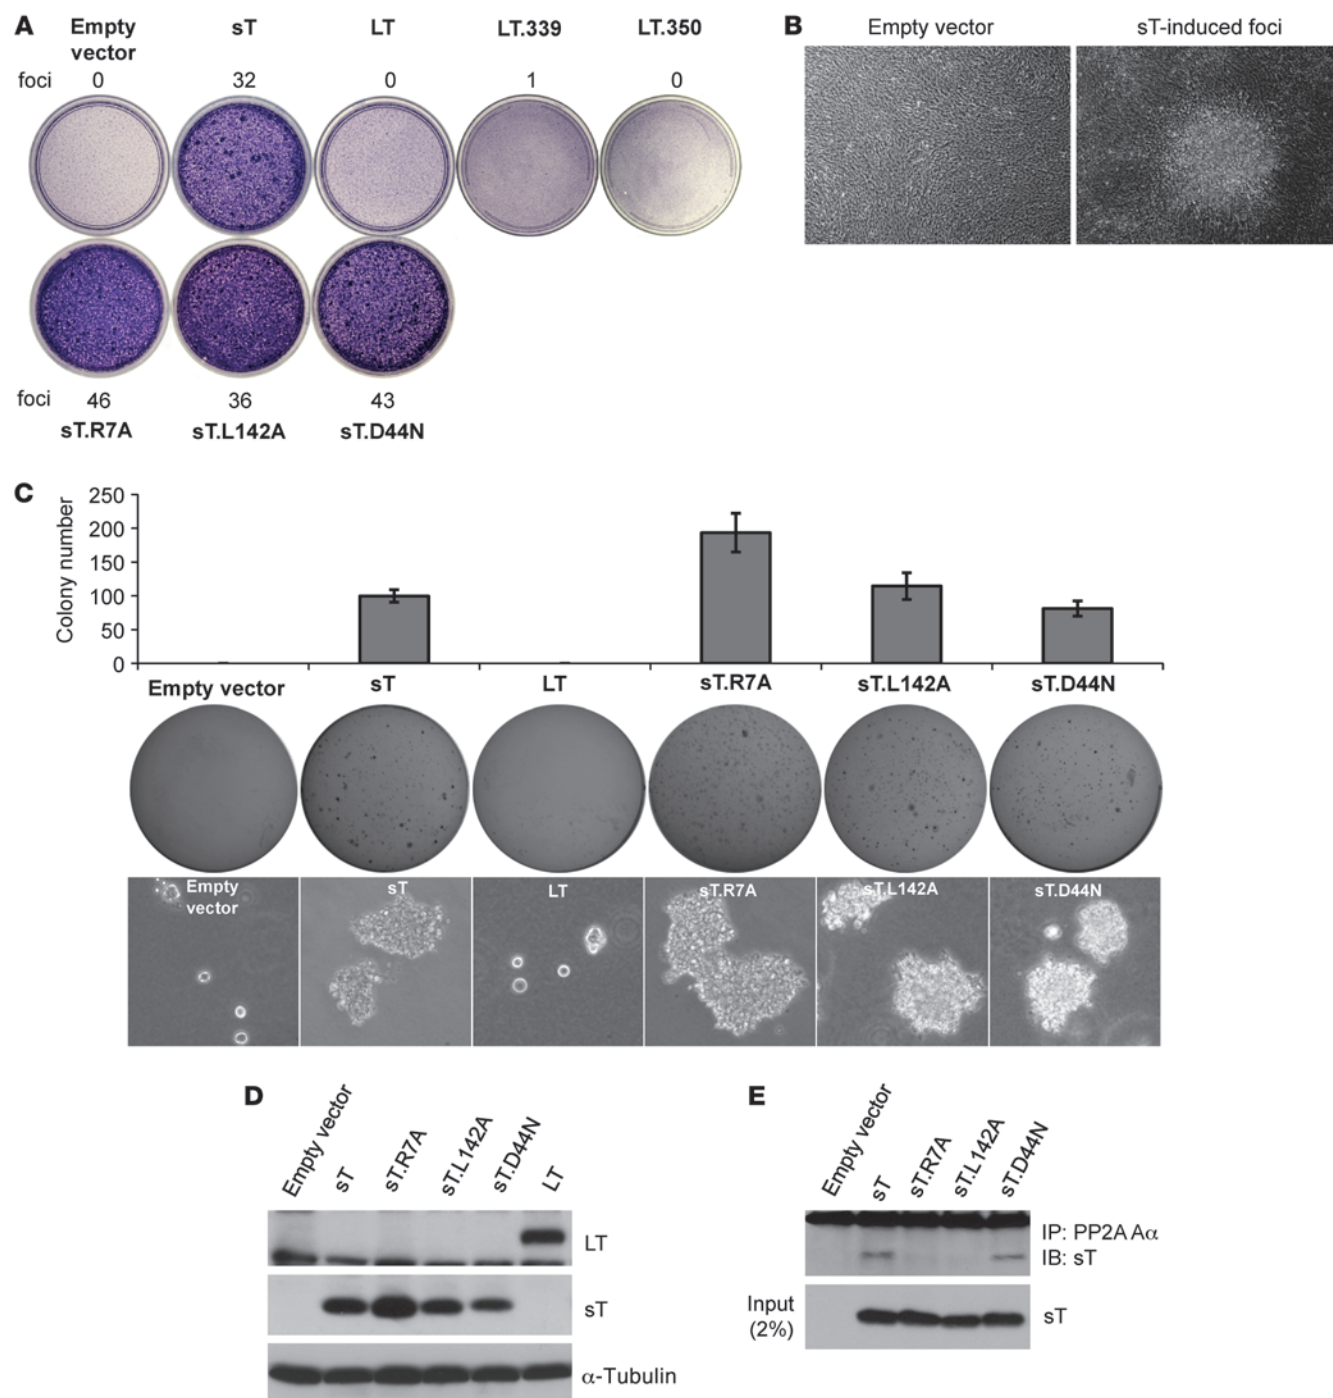 A
Empty vector
sT
LT
LT.339
LT.350
foci
0
32
0
1
0
foci
46
36
43
sT.R7A
sT.L142A
sT.D44N
B
Empty vector
sT-induced foci
C
Colony number
250
200
150
100
50
0
Empty vector
sT
LT
sT.R7A
sT.L142A
sT.D44N
Empty
vector
sT
LT
sT.R7A
sT.L142A
sT.D44N
D
Empty vector
sT
sT.R7A
sT.L142A
sT.D44N
LT
LT
sT
α-Tubulin
E
Empty vector
sT
sT.R7A
sT.L142A
sT.D44N
IP: PP2A Aα
IB: sT
Input
(2%)
sT